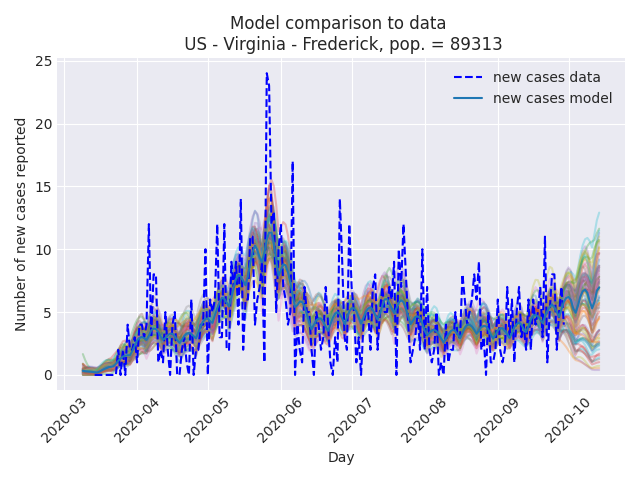 Model comparison to data
US - Virginia - Frederick, pop. = 89313
new cases data
new cases model
Number of new cases reported
25
20
15
10
5
0
2020-03
2020-04
2020-05
2020-06
2020-07
2020-08
2020-09
2020-10
Day